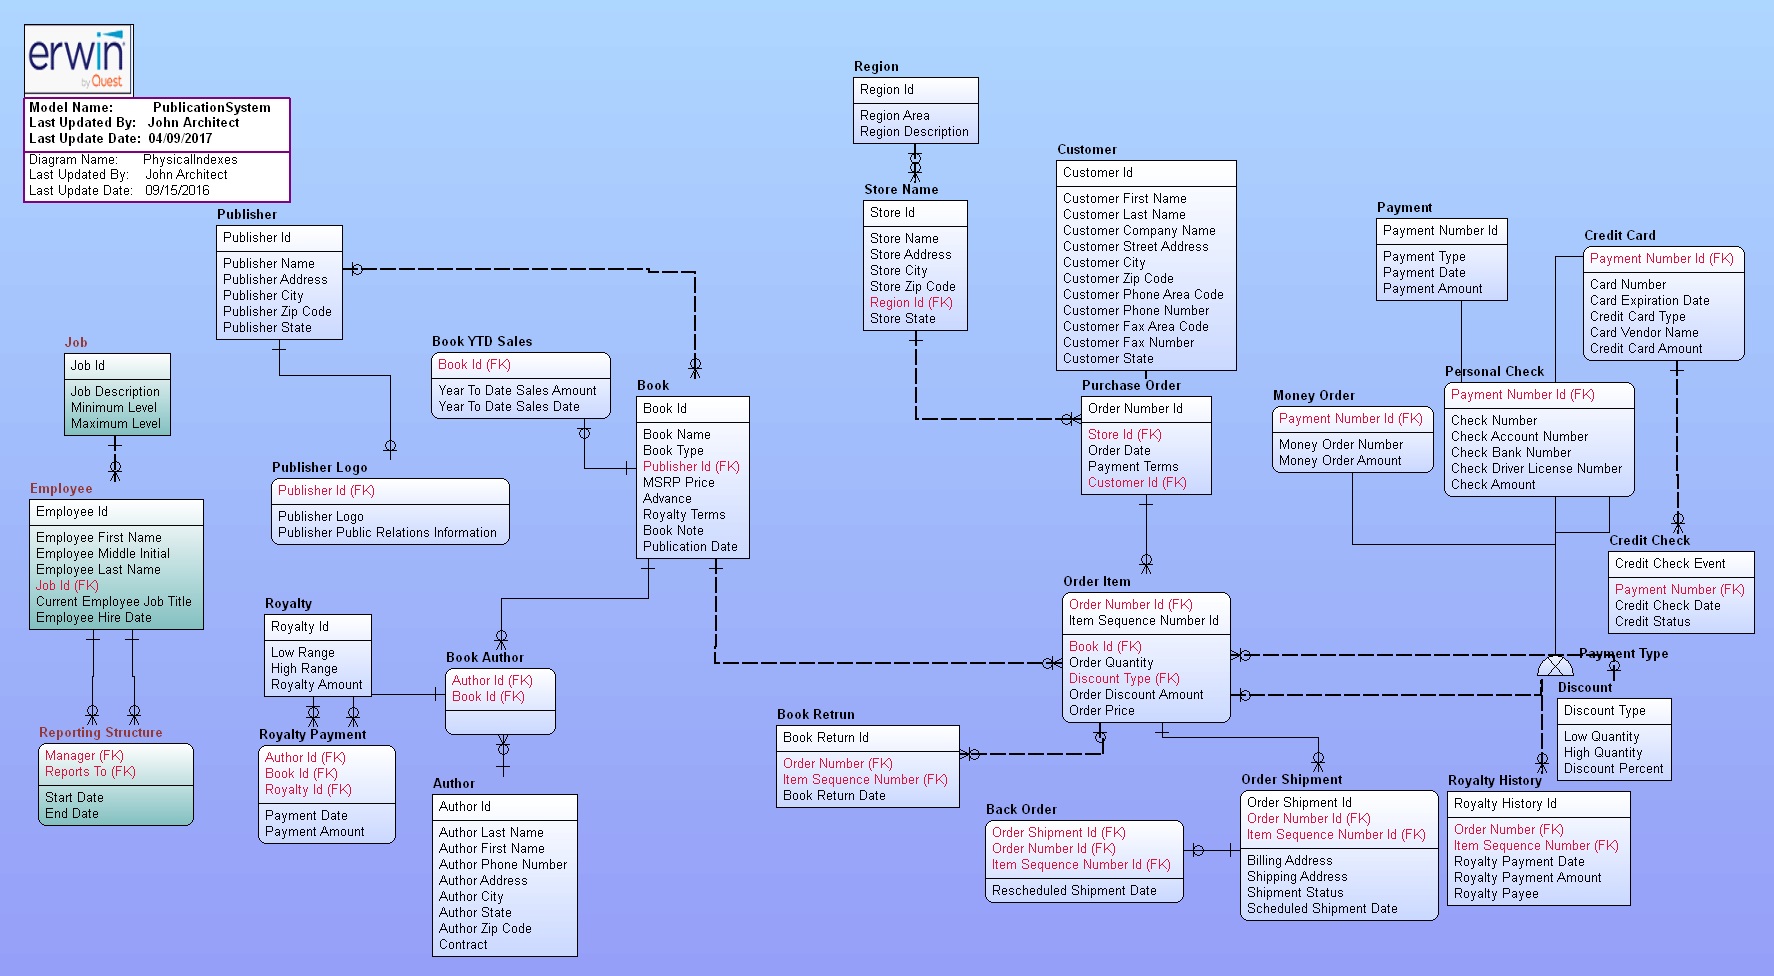 erwin
by Quest
Model Name: PublicationSystem
Last Updated By: John Architect
Last Update Date: 04/09/2017
Diagram Name: PhysicalIndexes
Last Updated By: John Architect
Last Update Date: 09/15/2016
Publisher
Publisher Id
Publisher Name
Publisher Address
Publisher City
Publisher Zip Code
Publisher State
Job
Job Id
Job Description
Minimum Level
Maximum Level
Employee
Employee Id
Employee First Name
Employee Middle Initial
Employee Last Name
Job Id (FK)
Current Employee Job Title
Employee Hire Date
Reporting Structure
Manager (FK)
Reports To (FK)
Start Date
End Date
Publisher Logo
Publisher Id (FK)
Publisher Logo
Publisher Public Relations Information
Book YTD Sales
Book Id (FK)
Year To Date Sales Amount
Year To Date Sales Date
Book
Book Id
Book Name
Book Type
Publisher Id (FK)
MSRP Price
Advance
Royalty Terms
Book Note
Publication Date
Royalty
Royalty Id
Low Range
High Range
Royalty Amount
Royalty Payment
Author Id (FK)
Book Id (FK)
Royalty Id (FK)
Payment Date
Payment Amount
Book Author
Author Id (FK)
Book Id (FK)
Author
Author Id
Author Last Name
Author First Name
Author Phone Number
Author Address
Author City
Author State
Author Zip Code
Contract
Region
Region Id
Region Area
Region Description
Store Name
Store Id
Store Name
Store Address
Store City
Store Zip Code
Region Id (FK)
Store State
Customer
Customer Id
Customer First Name
Customer Last Name
Customer Company Name
Customer Street Address
Customer City
Customer Zip Code
Customer Phone Area Code
Customer Phone Number
Customer Fax Area Code
Customer Fax Number
Customer State
Purchase Order
Order Number Id
Store Id (FK)
Order Date
Payment Terms
Customer Id (FK)
Order Item
Order Number Id (FK)
Item Sequence Number Id
Book Id (FK)
Order Quantity
Discount Type (FK)
Order Discount Amount
Order Price
Book Retrun
Book Return Id
Order Number (FK)
Item Sequence Number (FK)
Book Return Date
Back Order
Order Shipment Id (FK)
Order Number Id (FK)
Item Sequence Number Id (FK)
Rescheduled Shipment Date
Order Shipment
Order Shipment Id
Order Number Id (FK)
Item Sequence Number Id (FK)
Billing Address
Shipping Address
Shipment Status
Scheduled Shipment Date
Payment
Payment Number Id
Payment Type
Payment Date
Payment Amount
Credit Card
Payment Number Id (FK)
Card Number
Card Expiration Date
Credit Card Type
Card Vendor Name
Credit Card Amount
Money Order
Payment Number Id (FK)
Money Order Number
Money Order Amount
Personal Check
Payment Number Id (FK)
Check Number
Check Account Number
Check Bank Number
Check Driver License Number
Check Amount
Credit Check
Credit Check Event
Payment Number (FK)
Credit Check Date
Credit Status
Payment Type
Discount
Discount Type
Low Quantity
High Quantity
Discount Percent
Royalty History
Royalty History Id
Order Number (FK)
Item Sequence Number (FK)
Royalty Payment Date
Royalty Payment Amount
Royalty Payee